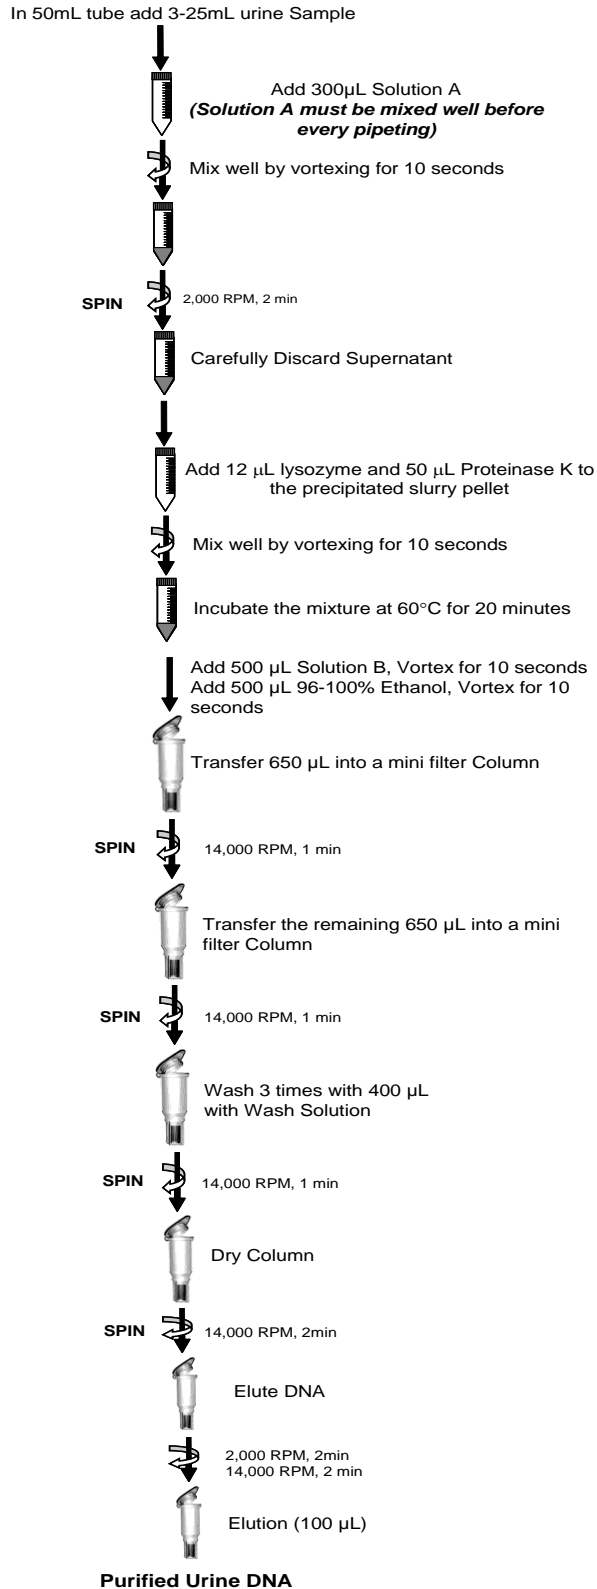 In 50mL tube add 3-25mL urine Sample
Add 300µL Solution A
(Solution A must be mixed well before
every pipeting)
Mix well by vortexing for 10 seconds
SPIN
2,000 RPM, 2 min
Carefully Discard Supernatant
Add 12 µL lysozyme and 50 µL Proteinase K to
the precipitated slurry pellet
Mix well by vortexing for 10 seconds
Incubate the mixture at 60°C for 20 minutes
Add 500 µL Solution B, Vortex for 10 seconds
Add 500 µL 96-100% Ethanol, Vortex for 10
seconds
Transfer 650 µL into a mini filter Column
SPIN
14,000 RPM, 1 min
Transfer the remaining 650 µL into a mini
filter Column
SPIN
14,000 RPM, 1 min
Wash 3 times with 400 µL
with Wash Solution
SPIN
14,000 RPM, 1 min
Dry Column
SPIN
14,000 RPM, 2min
Elute DNA
2,000 RPM, 2min
14,000 RPM, 2 min
Elution (100 µL)
Purified Urine DNA